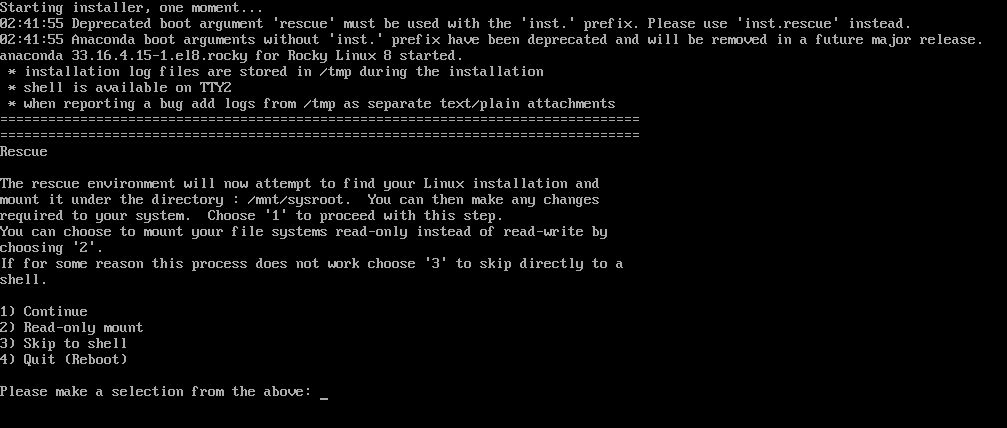 Starting installer, one moment...
02:41:55 Deprecated boot argument 'rescue' must be used with the 'inst.' prefix. Please use 'inst.rescue' instead.
02:41:55 Anaconda boot arguments without 'inst.' prefix have been deprecated and will be removed in a future major release.
anaconda 33.16.4.15-1.el8.rocky for Rocky Linux 8 started.
 * installation log files are stored in /tmp during the installation
 * shell is available on TTY2
 * when reporting a bug add logs from /tmp as separate text/plain attachments
================================================================================
================================================================================
Rescue
The rescue environment will now attempt to find your Linux installation and
mount it under the directory : /mnt/sysroot.  You can then make any changes
required to your system.  Choose '1' to proceed with this step.
You can choose to mount your file systems read-only instead of read-write by
choosing '2'.
If for some reason this process does not work choose '3' to skip directly to a
shell.
1) Continue
2) Read-only mount
3) Skip to shell
4) Quit (Reboot)
Please make a selection from the above: _